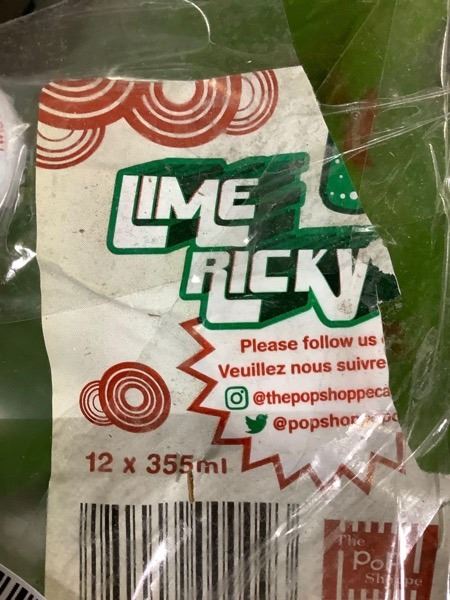 LIME
RICKY
Please follow us
Veuillez nous suivre
@thepopshoppeca
12 x 355ml
The
PoP
Shoppe